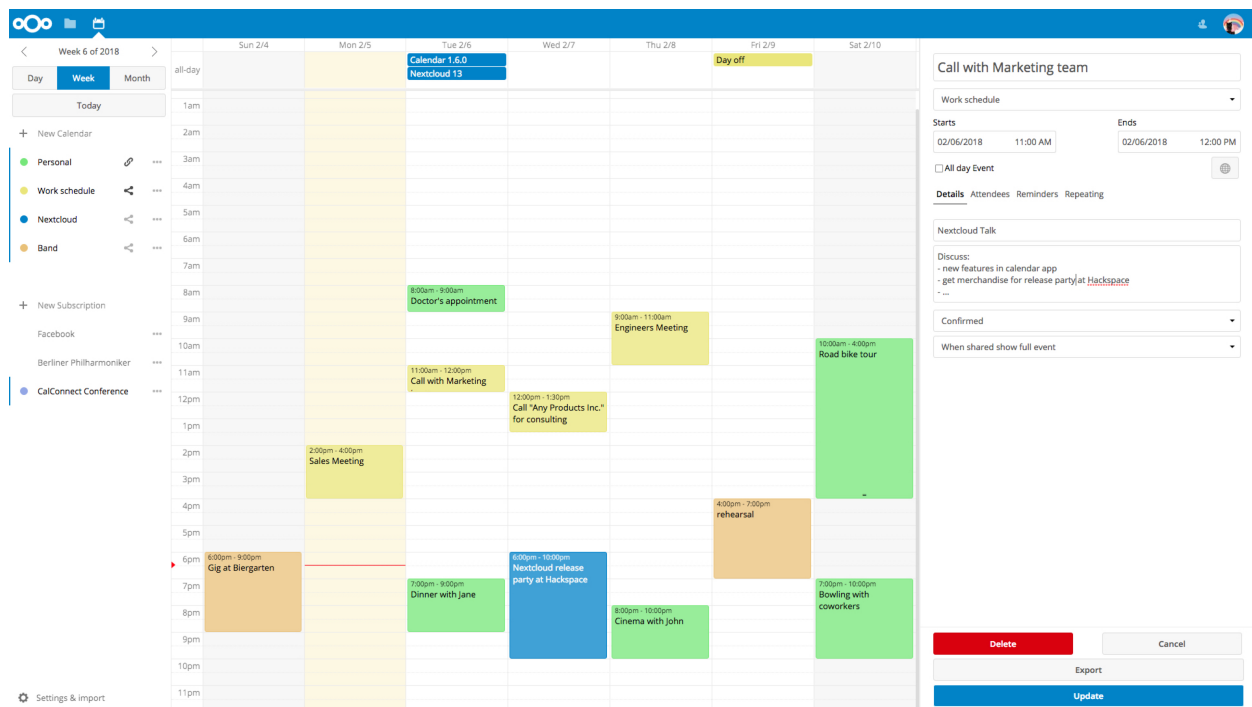 Week 6 of 2018
Day Week Month
Today
+ New Calendar
Personal
Work schedule
Nextcloud
Band
+ New Subscription
Facebook
Berliner Philharmoniker
CalConnect Conference
Settings & import
Sun 2/4 Mon 2/5 Tue 2/6 Wed 2/7 Thu 2/8 Fri 2/9 Sat 2/10
all-day
Calendar 1.6.0
Nextcloud 13
Day off
1am
2am
3am
4am
5am
6am
7am
8am
9am
10am
11am
12pm
1pm
2pm
3pm
4pm
5pm
6pm
7pm
8pm
9pm
10pm
11pm
6:00pm - 9:00pm
Gig at Biergarten
2:00pm - 4:00pm
Sales Meeting
8:00am - 9:00am
Doctor's appointment
11:00am - 12:00pm
Call with Marketing
7:00pm - 9:00pm
Dinner with Jane
12:00pm - 1:30pm
Call "Any Products Inc."
for consulting
6:00pm - 10:00pm
Nextcloud release
party at Hackspace
9:00am - 11:00am
Engineers Meeting
8:00pm - 10:00pm
Cinema with John
4:00pm - 7:00pm
rehearsal
10:00am - 4:00pm
Road bike tour
7:00pm - 10:00pm
Bowling with
coworkers
Call with Marketing team
Work schedule
Starts Ends
02/06/2018 11:00 AM 02/06/2018 12:00 PM
All day Event
Details Attendees Reminders Repeating
Nextcloud Talk
Discuss:
- new features in calendar app
- get merchandise for release party at Hackspace
- ...
Confirmed
When shared show full event
Delete Cancel
Export
Update